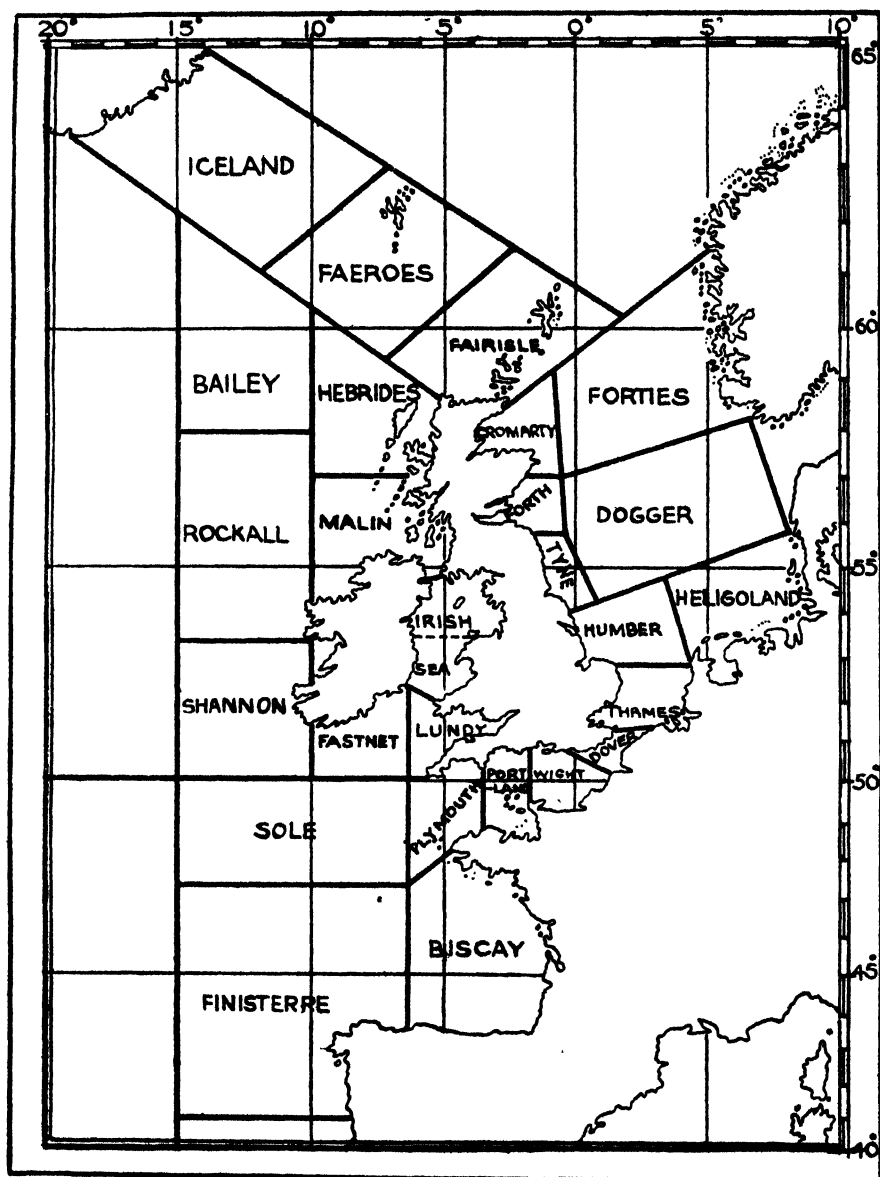 20° 15° 10° 5° 0° 5° 10°
65°
ICELAND
FAEROES
60°
FAIRISLE
BAILEY
HEBRIDES
FORTIES
CROMARTY
FORTH
DOGGER
MALIN
ROCKALL
TYNE
55°
HELIGOLAND
IRISH
HUMBER
SEA
SHANNON
THAMES
LUNDY
FASTNET
DOVER
PORT
LAND
WIGHT
50°
PLYMOUTH
SOLE
BISCAY
45°
FINISTERRE
40°